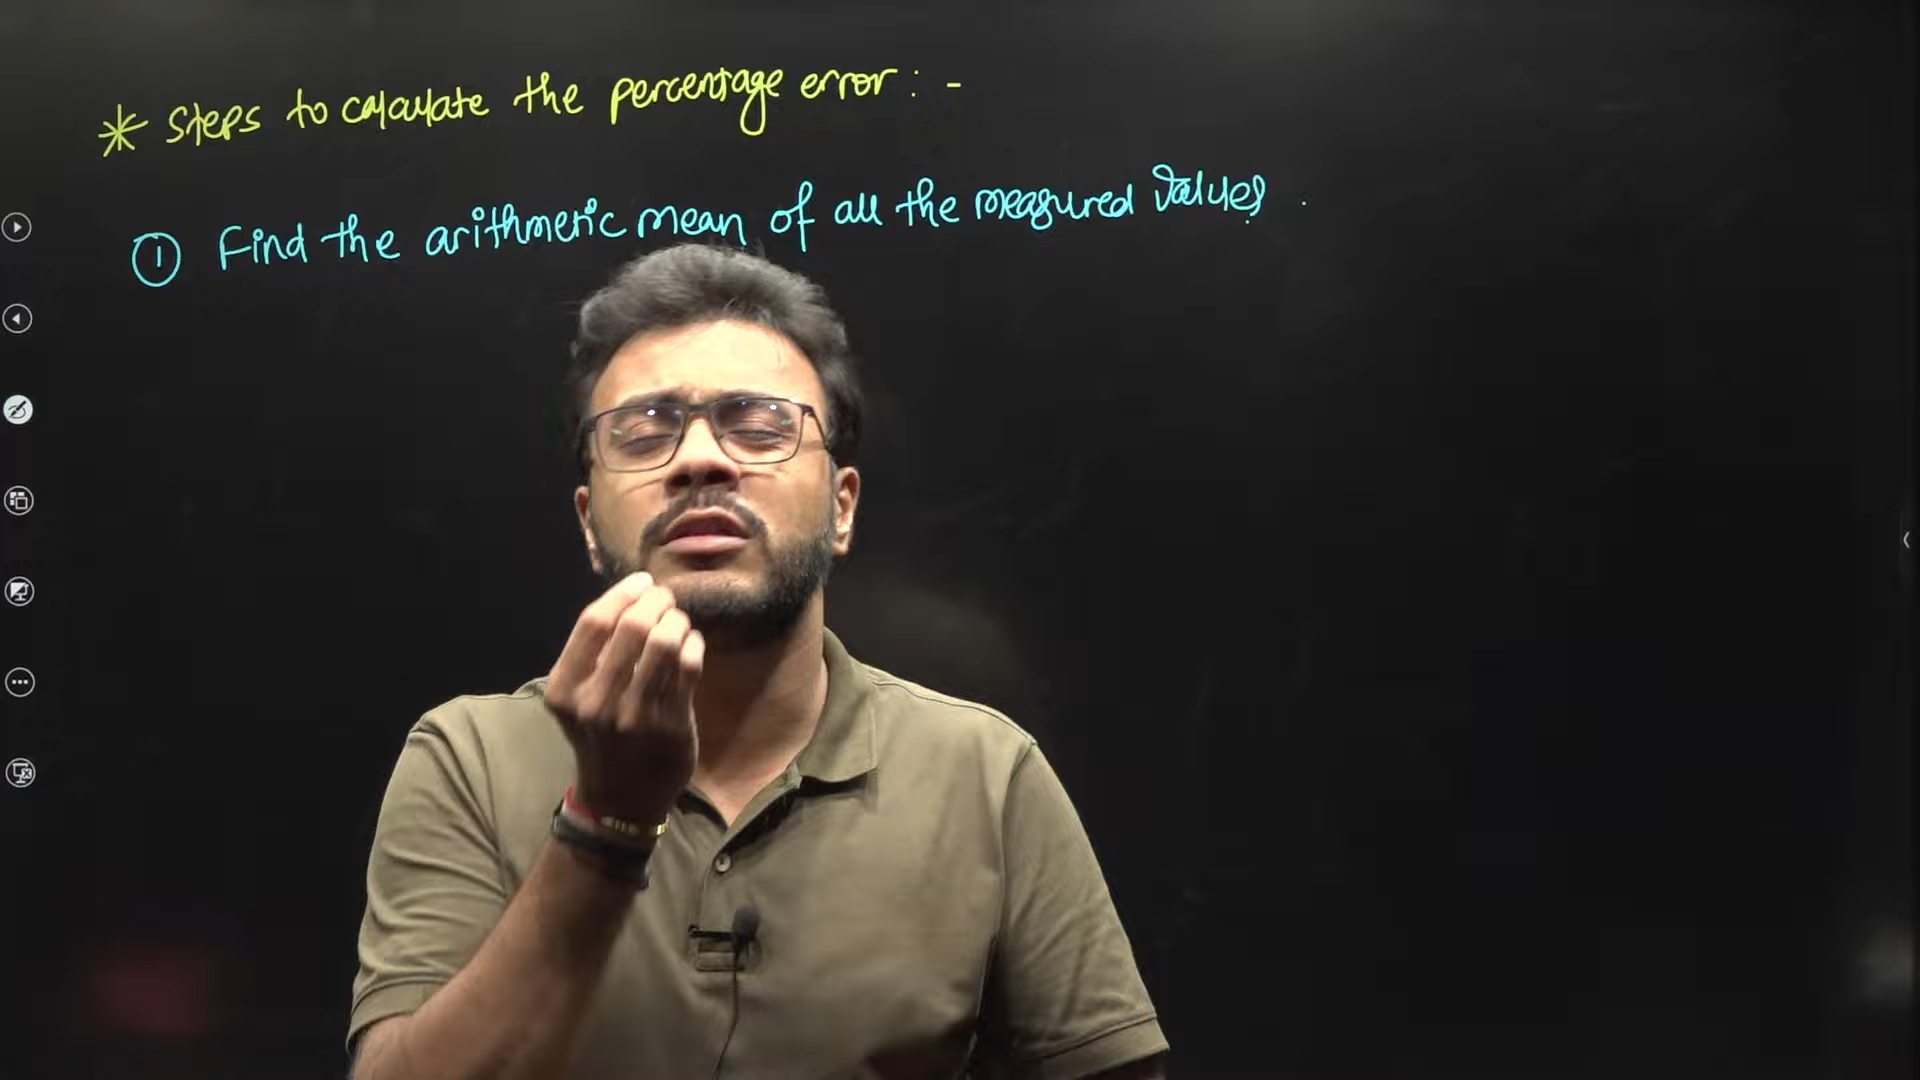 * Steps to calculate the percentage error : -
① Find the arithmetic mean of all the measured values .